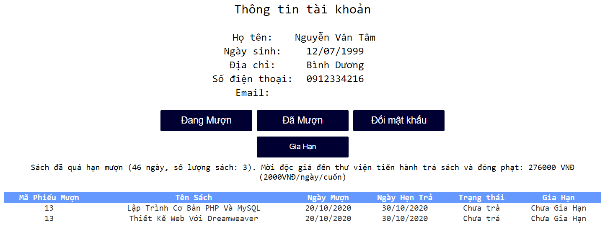 Thông tin tài khoản
Họ tên: Nguyễn Văn Tâm
Ngày sinh: 12/07/1999
Địa chỉ: Bình Dương
Số điện thoại: 0912334216
Email:
Đang Mượn Đã Mượn Đổi mật khẩu
Gia Hạn
Sách đã quá hạn mượn (46 ngày, số lượng sách: 3). Mời độc giả đến thư viện tiến hành trả sách và đóng phạt: 276000 VNĐ
(2000VNĐ/ngày/cuốn)
Mã Phiếu Mượn Tên Sách Ngày Mượn Ngày Hẹn Trả Trạng thái Gia Hạn
13 Lập Trình Cơ Bản PHP Và MySQL 20/10/2020 30/10/2020 Chưa trả Chưa Gia Hạn
13 Thiết Kế Web Với Dreamweaver 20/10/2020 30/10/2020 Chưa trả Chưa Gia Hạn